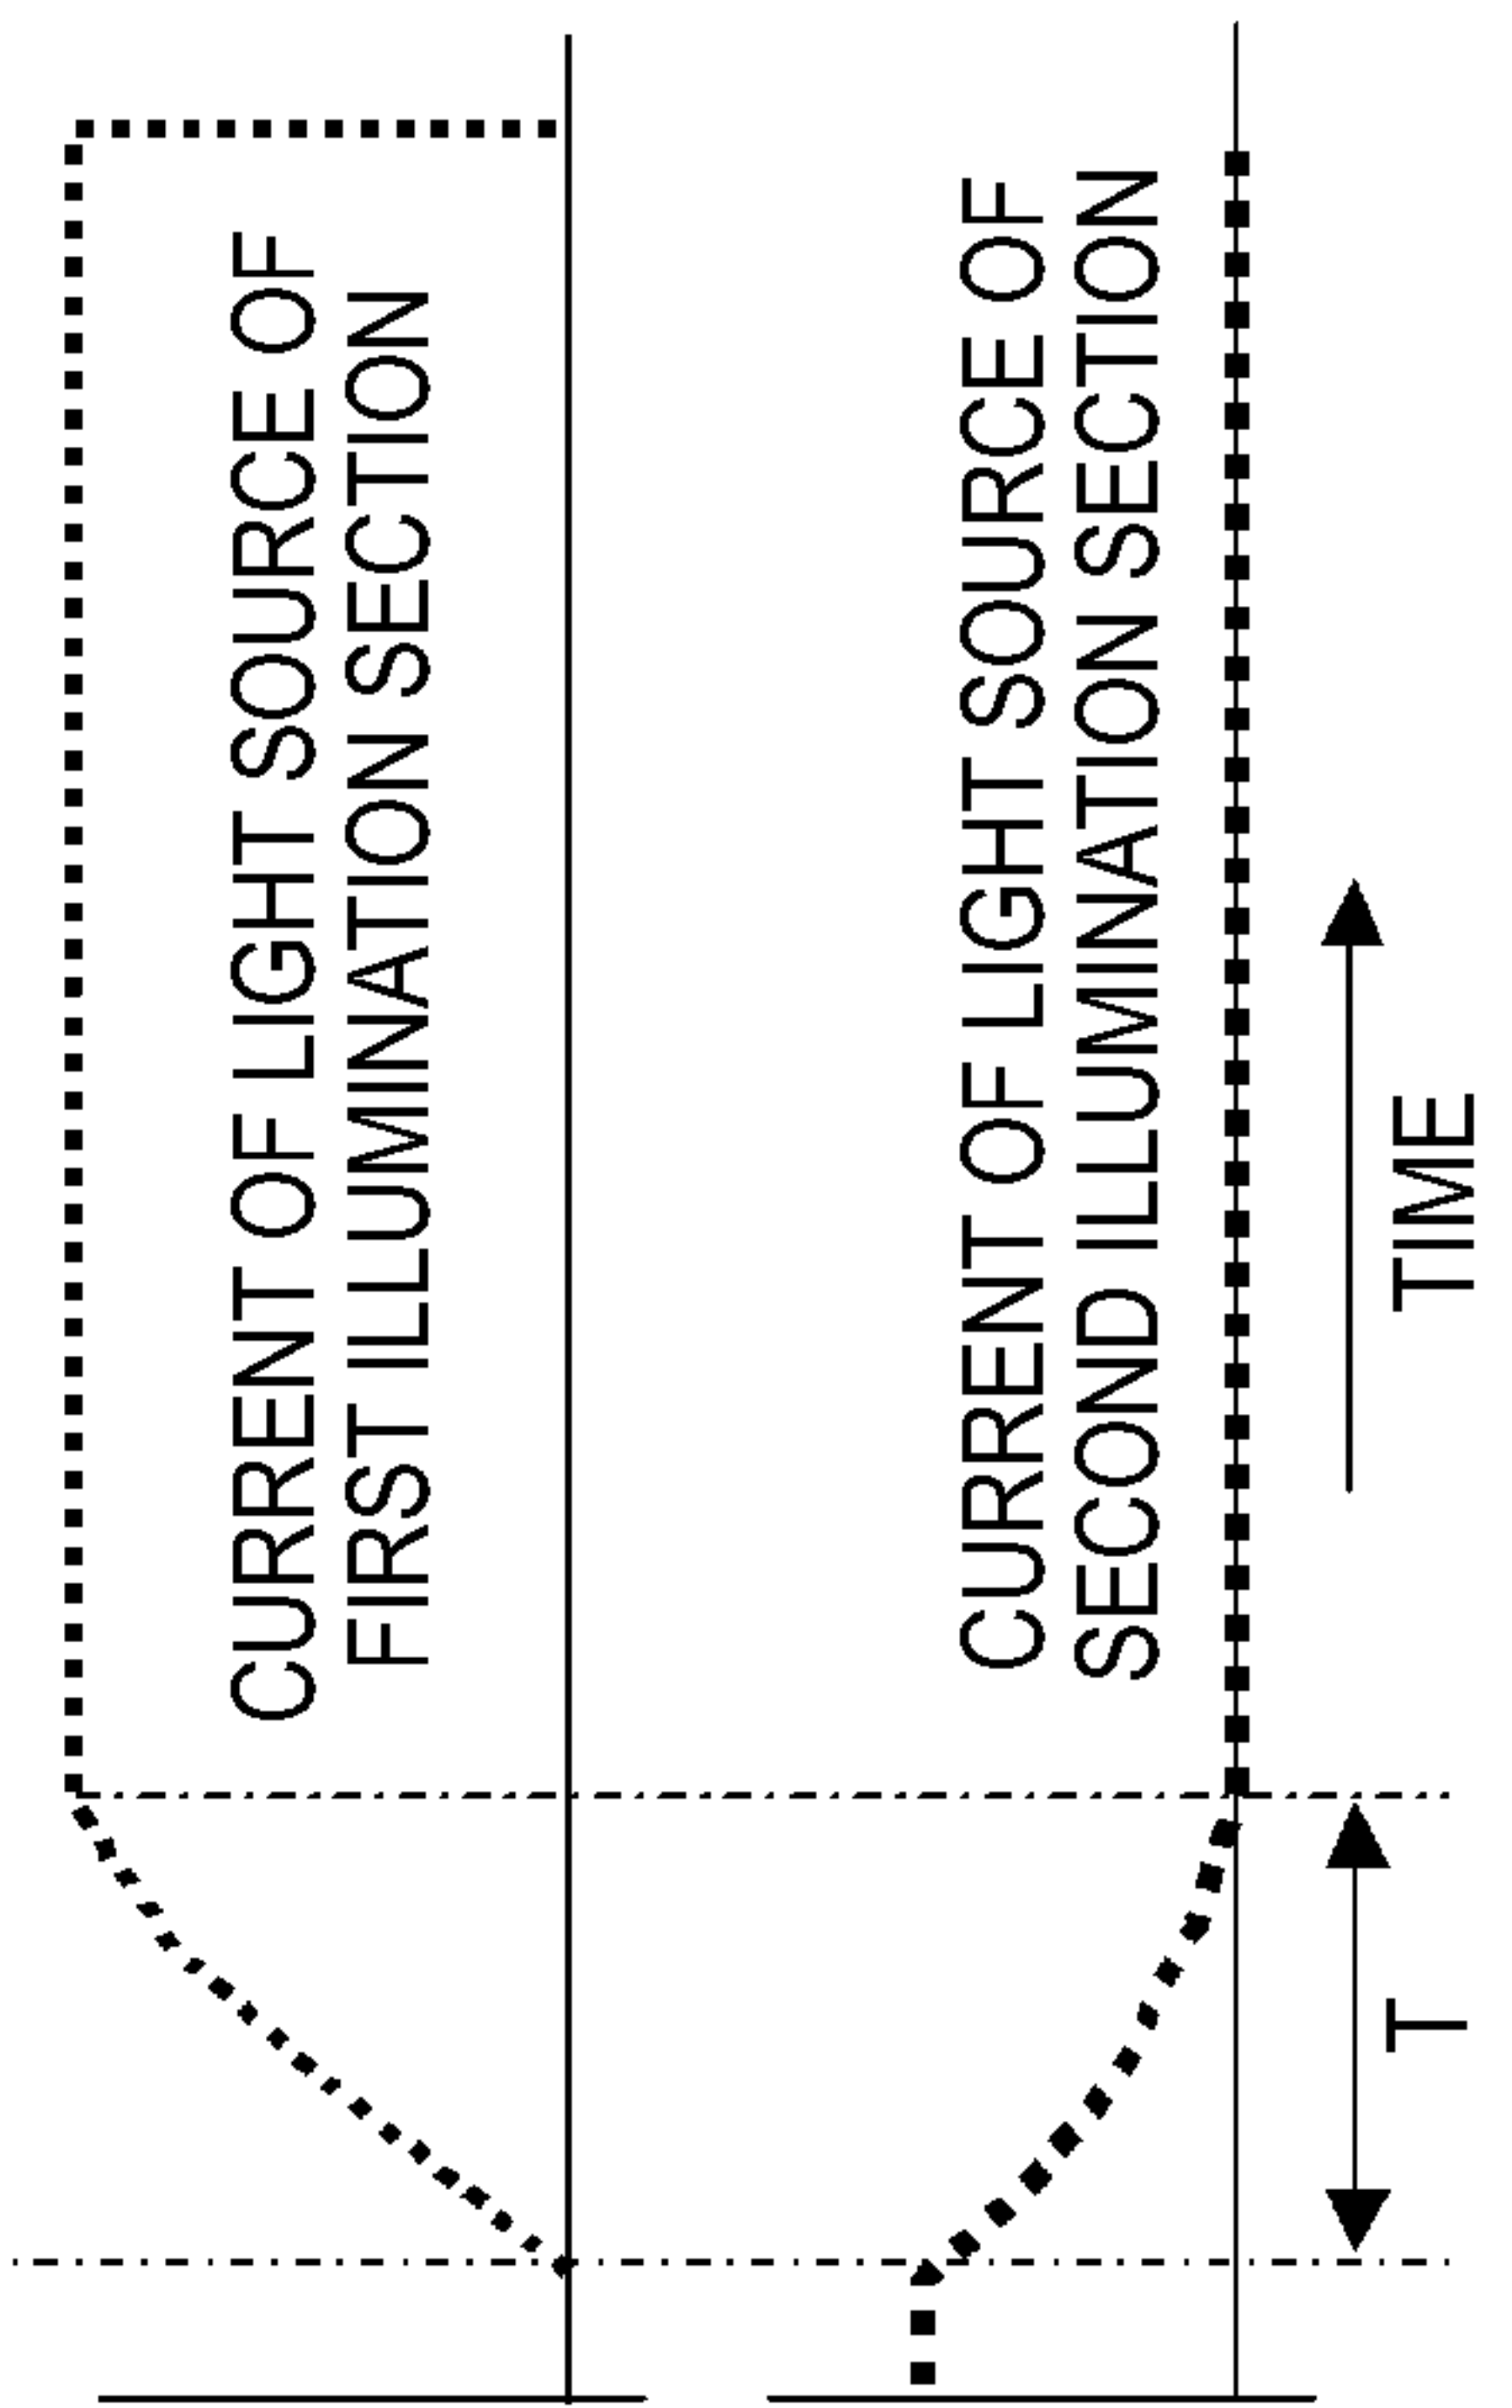 CURRENT OF LIGHT SOURCE OF
FIRST ILLUMINATION SECTION
CURRENT OF LIGHT SOURCE OF
SECOND ILLUMINATION SECTION
T
TIME